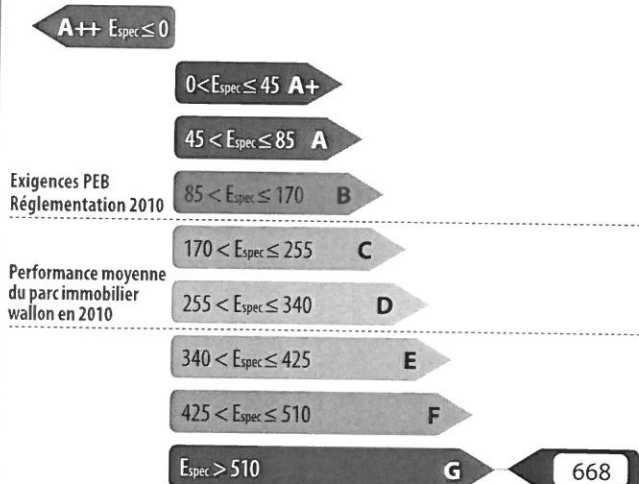 A++ Espec ≤ 0
0 < Espec ≤ 45 A+
45 < Espec ≤ 85 A
Exigences PEB
Réglementation 2010
85 < Espec ≤ 170 B
170 < Espec ≤ 255 C
Performance moyenne
du parc immobilier
wallon en 2010
255 < Espec ≤ 340 D
340 < Espec ≤ 425 E
425 < Espec ≤ 510 F
Espec > 510 G 668